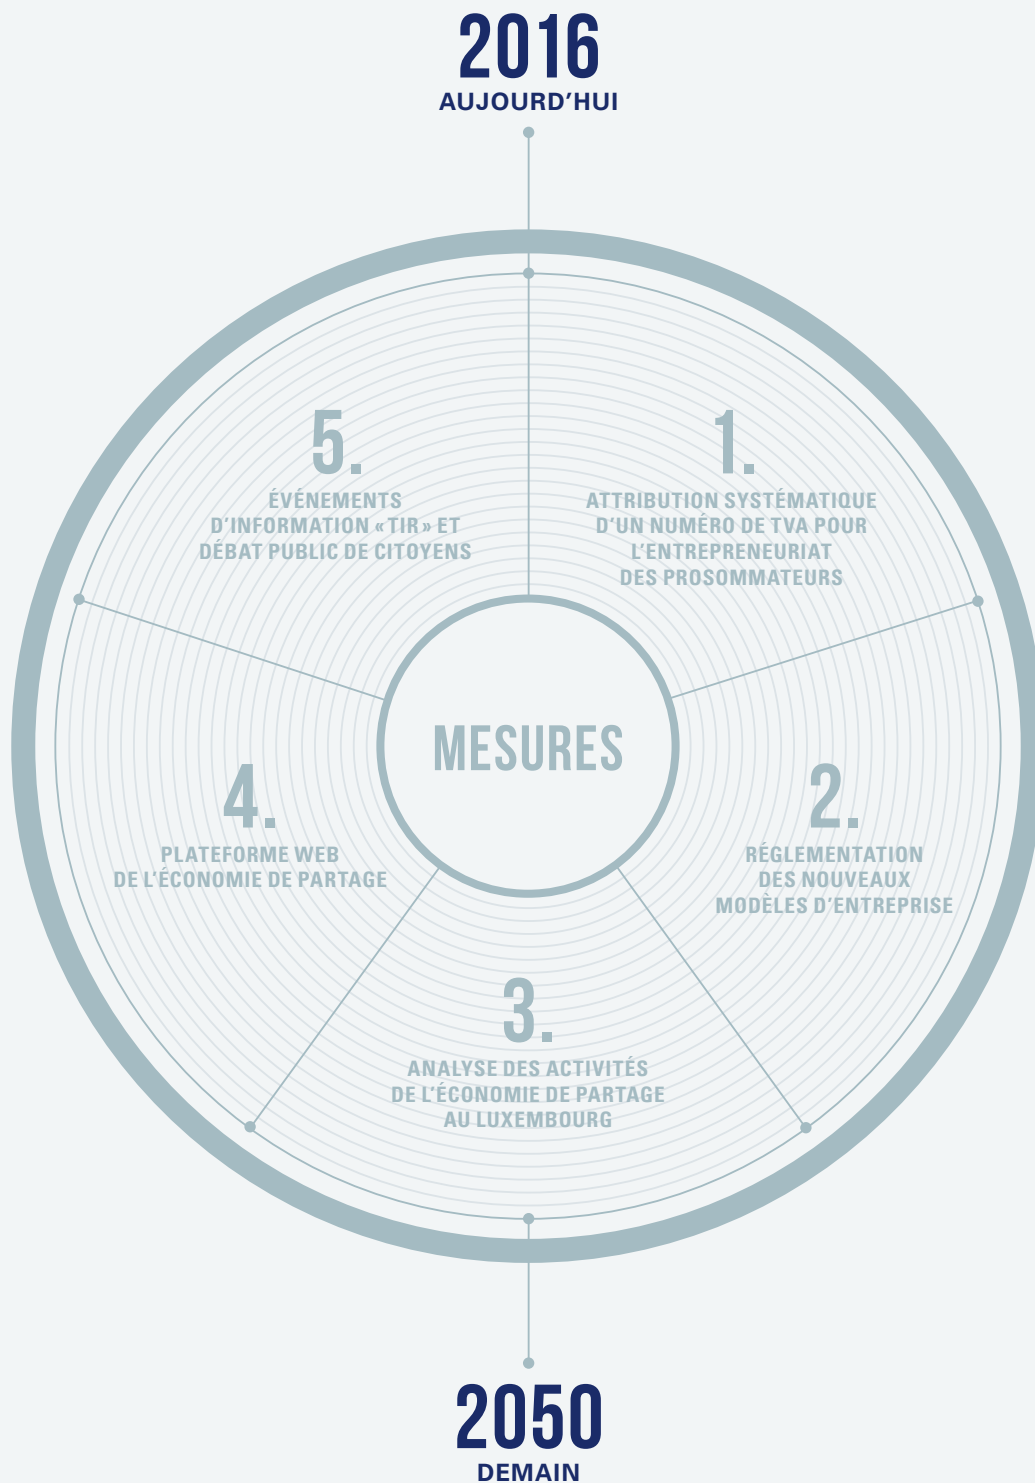 2016
AUJOURD'HUI
1.
ATTRIBUTION SYSTÉMATIQUE
D'UN NUMÉRO DE TVA POUR
L'ENTREPRENEURIAT
DES PROSOMMATEURS
2.
RÉGLEMENTATION
DES NOUVEAUX
MODÈLES D'ENTREPRISE
3.
ANALYSE DES ACTIVITÉS
DE L'ÉCONOMIE DE PARTAGE
AU LUXEMBOURG
4.
PLATEFORME WEB
DE L'ÉCONOMIE DE PARTAGE
5.
ÉVÉNEMENTS
D'INFORMATION «TIR» ET
DÉBAT PUBLIC DE CITOYENS
MESURES
2050
DEMAIN